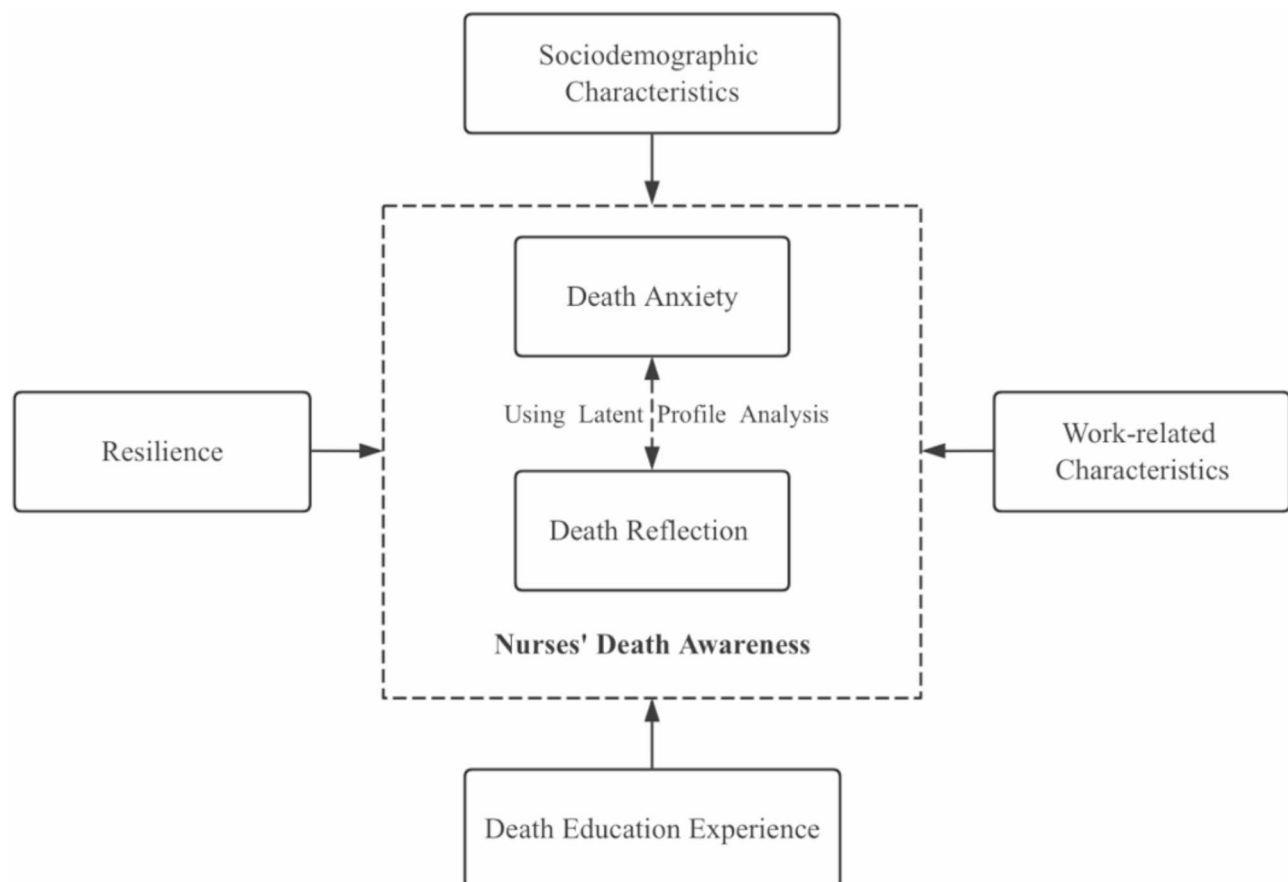 Sociodemographic
Characteristics
Death Anxiety
Using Latent Profile Analysis
Resilience
Work-related
Characteristics
Death Reflection
Nurses' Death Awareness
Death Education Experience